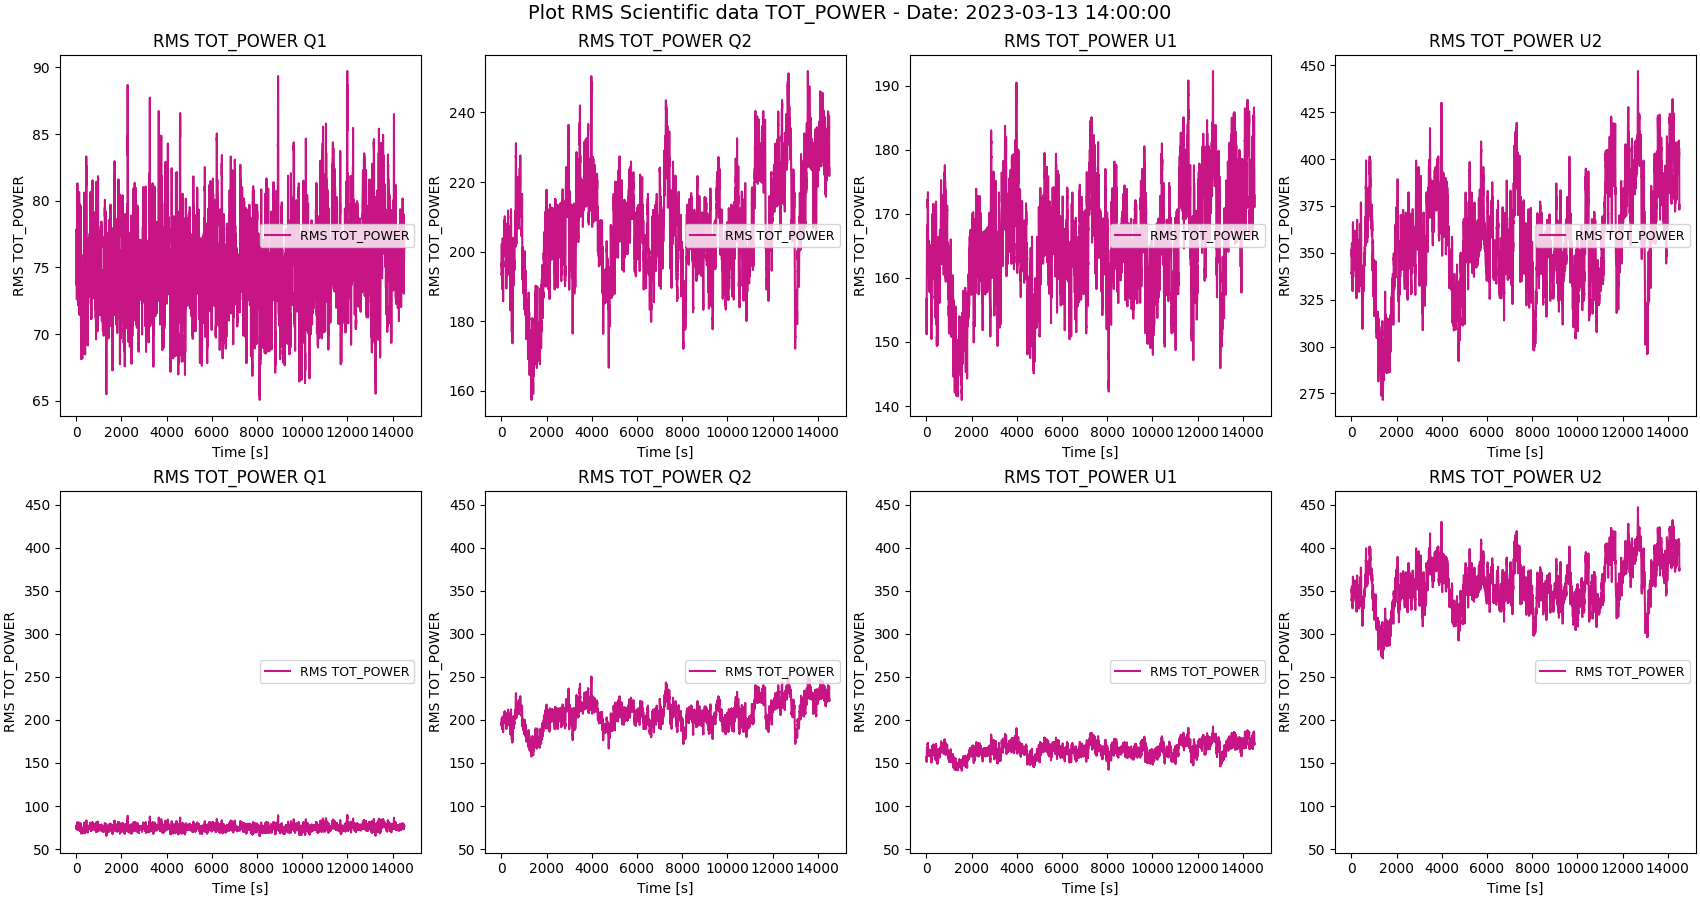 Plot RMS Scientific data TOT_POWER - Date: 2023-03-13 14:00:00
RMS TOT_POWER Q1
RMS TOT_POWER
90
85
80
75
70
65
RMS TOT_POWER
0 2000 4000 6000 8000 10000 12000 14000
Time [s]
RMS TOT_POWER Q2
RMS TOT_POWER
240
220
200
180
160
RMS TOT_POWER
0 2000 4000 6000 8000 10000 12000 14000
Time [s]
RMS TOT_POWER U1
RMS TOT_POWER
190
180
170
160
150
140
RMS TOT_POWER
0 2000 4000 6000 8000 10000 12000 14000
Time [s]
RMS TOT_POWER U2
RMS TOT_POWER
450
425
400
375
350
325
300
275
RMS TOT_POWER
0 2000 4000 6000 8000 10000 12000 14000
Time [s]
RMS TOT_POWER Q1
RMS TOT_POWER
450
400
350
300
250
200
150
100
50
RMS TOT_POWER
0 2000 4000 6000 8000 10000 12000 14000
Time [s]
RMS TOT_POWER Q2
RMS TOT_POWER
450
400
350
300
250
200
150
100
50
RMS TOT_POWER
0 2000 4000 6000 8000 10000 12000 14000
Time [s]
RMS TOT_POWER U1
RMS TOT_POWER
450
400
350
300
250
200
150
100
50
RMS TOT_POWER
0 2000 4000 6000 8000 10000 12000 14000
Time [s]
RMS TOT_POWER U2
RMS TOT_POWER
450
400
350
300
250
200
150
100
50
RMS TOT_POWER
0 2000 4000 6000 8000 10000 12000 14000
Time [s]